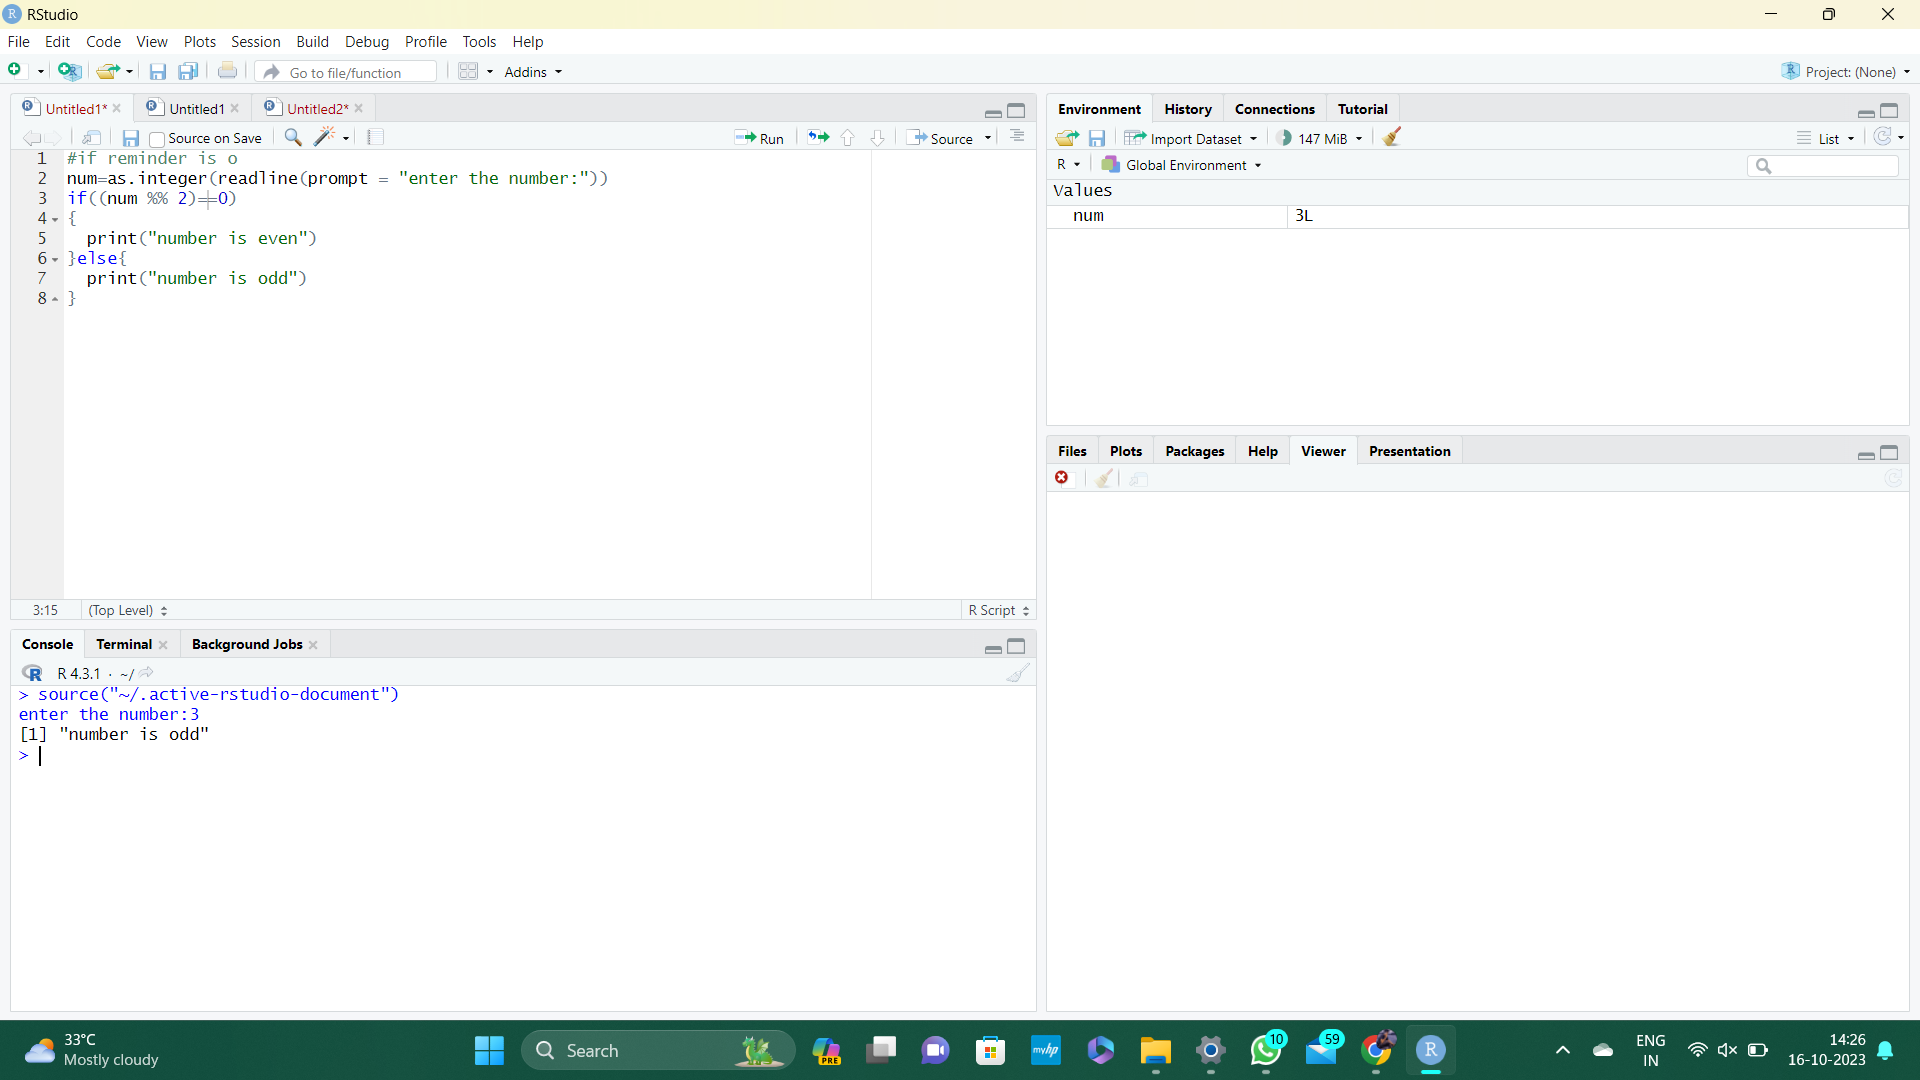 RStudio
File Edit Code View Plots Session Build Debug Profile Tools Help
Go to file/function Addins Project: (None)
Untitled1* Untitled1 Untitled2*
Source on Save Run Source
1 #if reminder is o
2 num=as.integer(readline(prompt = "enter the number:"))
3 if((num %% 2)==0)
4 {
5 print("number is even")
6 }else{
7 print("number is odd")
8 }
3:15 (Top Level) R Script
Console Terminal Background Jobs
R 4.3.1 · ~/
> source("~/.active-rstudio-document")
enter the number:3
[1] "number is odd"
>
Environment History Connections Tutorial
Import Dataset 147 MiB List
R Global Environment
Values
num 3L
Files Plots Packages Help Viewer Presentation
33°C
Mostly cloudy
Search
PRE
myhp
10
59
R
ENG
IN
14:26
16-10-2023